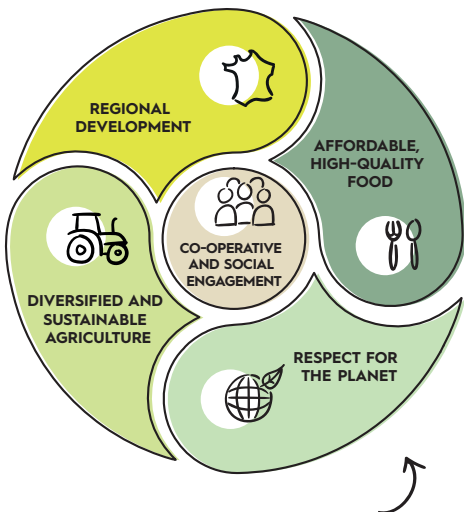 REGIONAL
DEVELOPMENT
AFFORDABLE,
HIGH-QUALITY
FOOD
CO-OPERATIVE
AND SOCIAL
ENGAGEMENT
DIVERSIFIED AND
SUSTAINABLE
AGRICULTURE
RESPECT FOR
THE PLANET